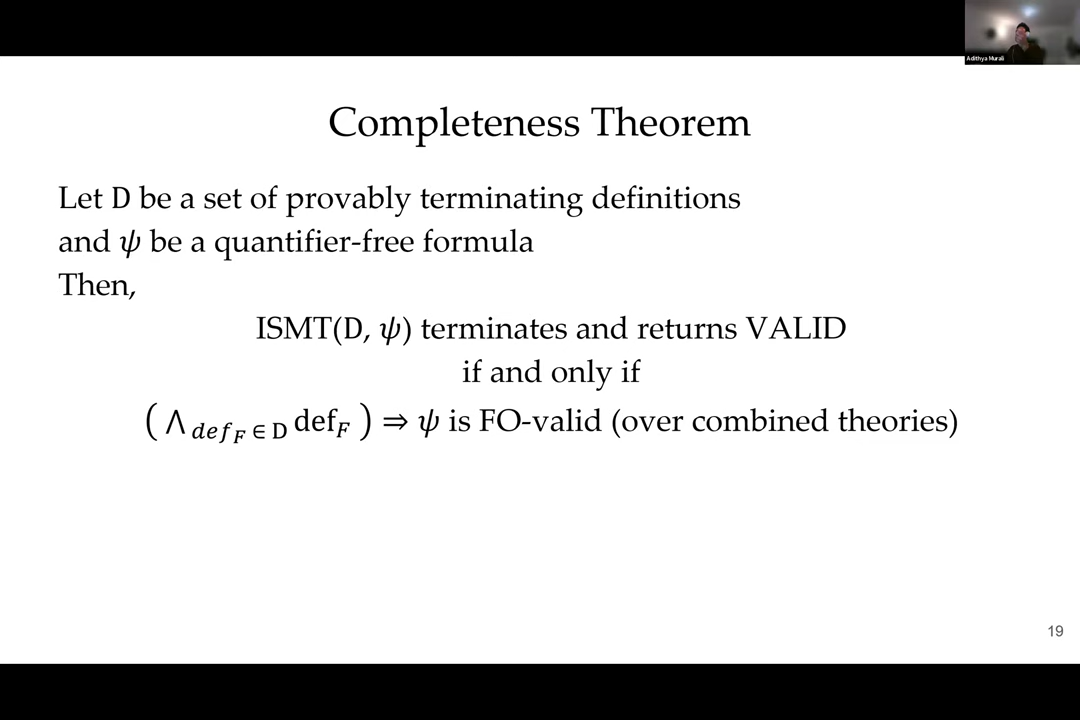 Adithya Murali
Completeness Theorem
Let D be a set of provably terminating definitions
and ψ be a quantifier-free formula
Then,
ISMT(D, ψ) terminates and returns VALID
if and only if
( ⋀ def_F ∈ D def_F ) ⇒ ψ is FO-valid (over combined theories)
19